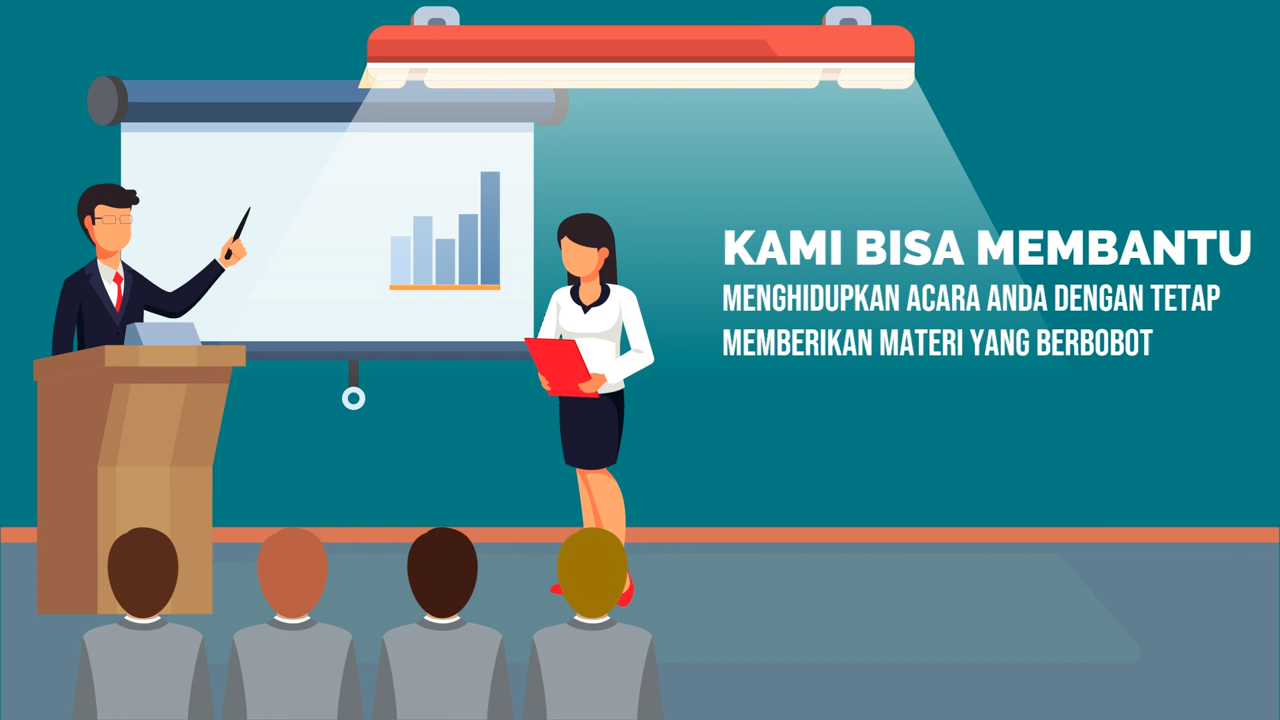 KAMI BISA MEMBANTU
MENGHIDUPKAN ACARA ANDA DENGAN TETAP
MEMBERIKAN MATERI YANG BERBOBOT